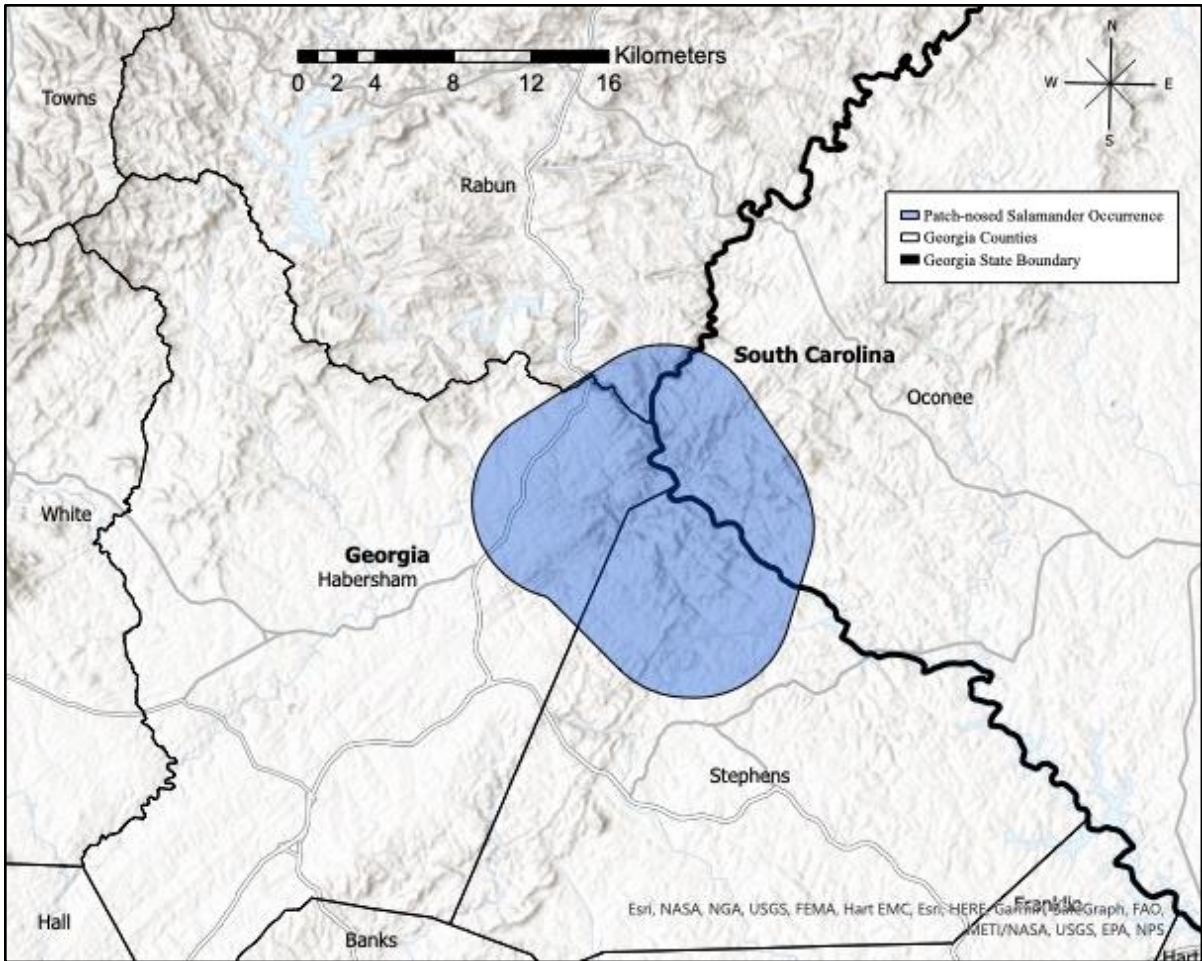 Kilometers
0 2 4 8 12 16
N
W E
S
Towns
Rabun
Patch-nosed Salamander Occurrence
Georgia Counties
Georgia State Boundary
South Carolina
Oconee
White
Georgia
Habersham
Stephens
Hall
Banks
Franklin
Esri, NASA, NGA, USGS, FEMA, Hart EMC, Esri, HERE, Garmin, SafeGraph, FAO,
METI/NASA, USGS, EPA, NPS
Hart